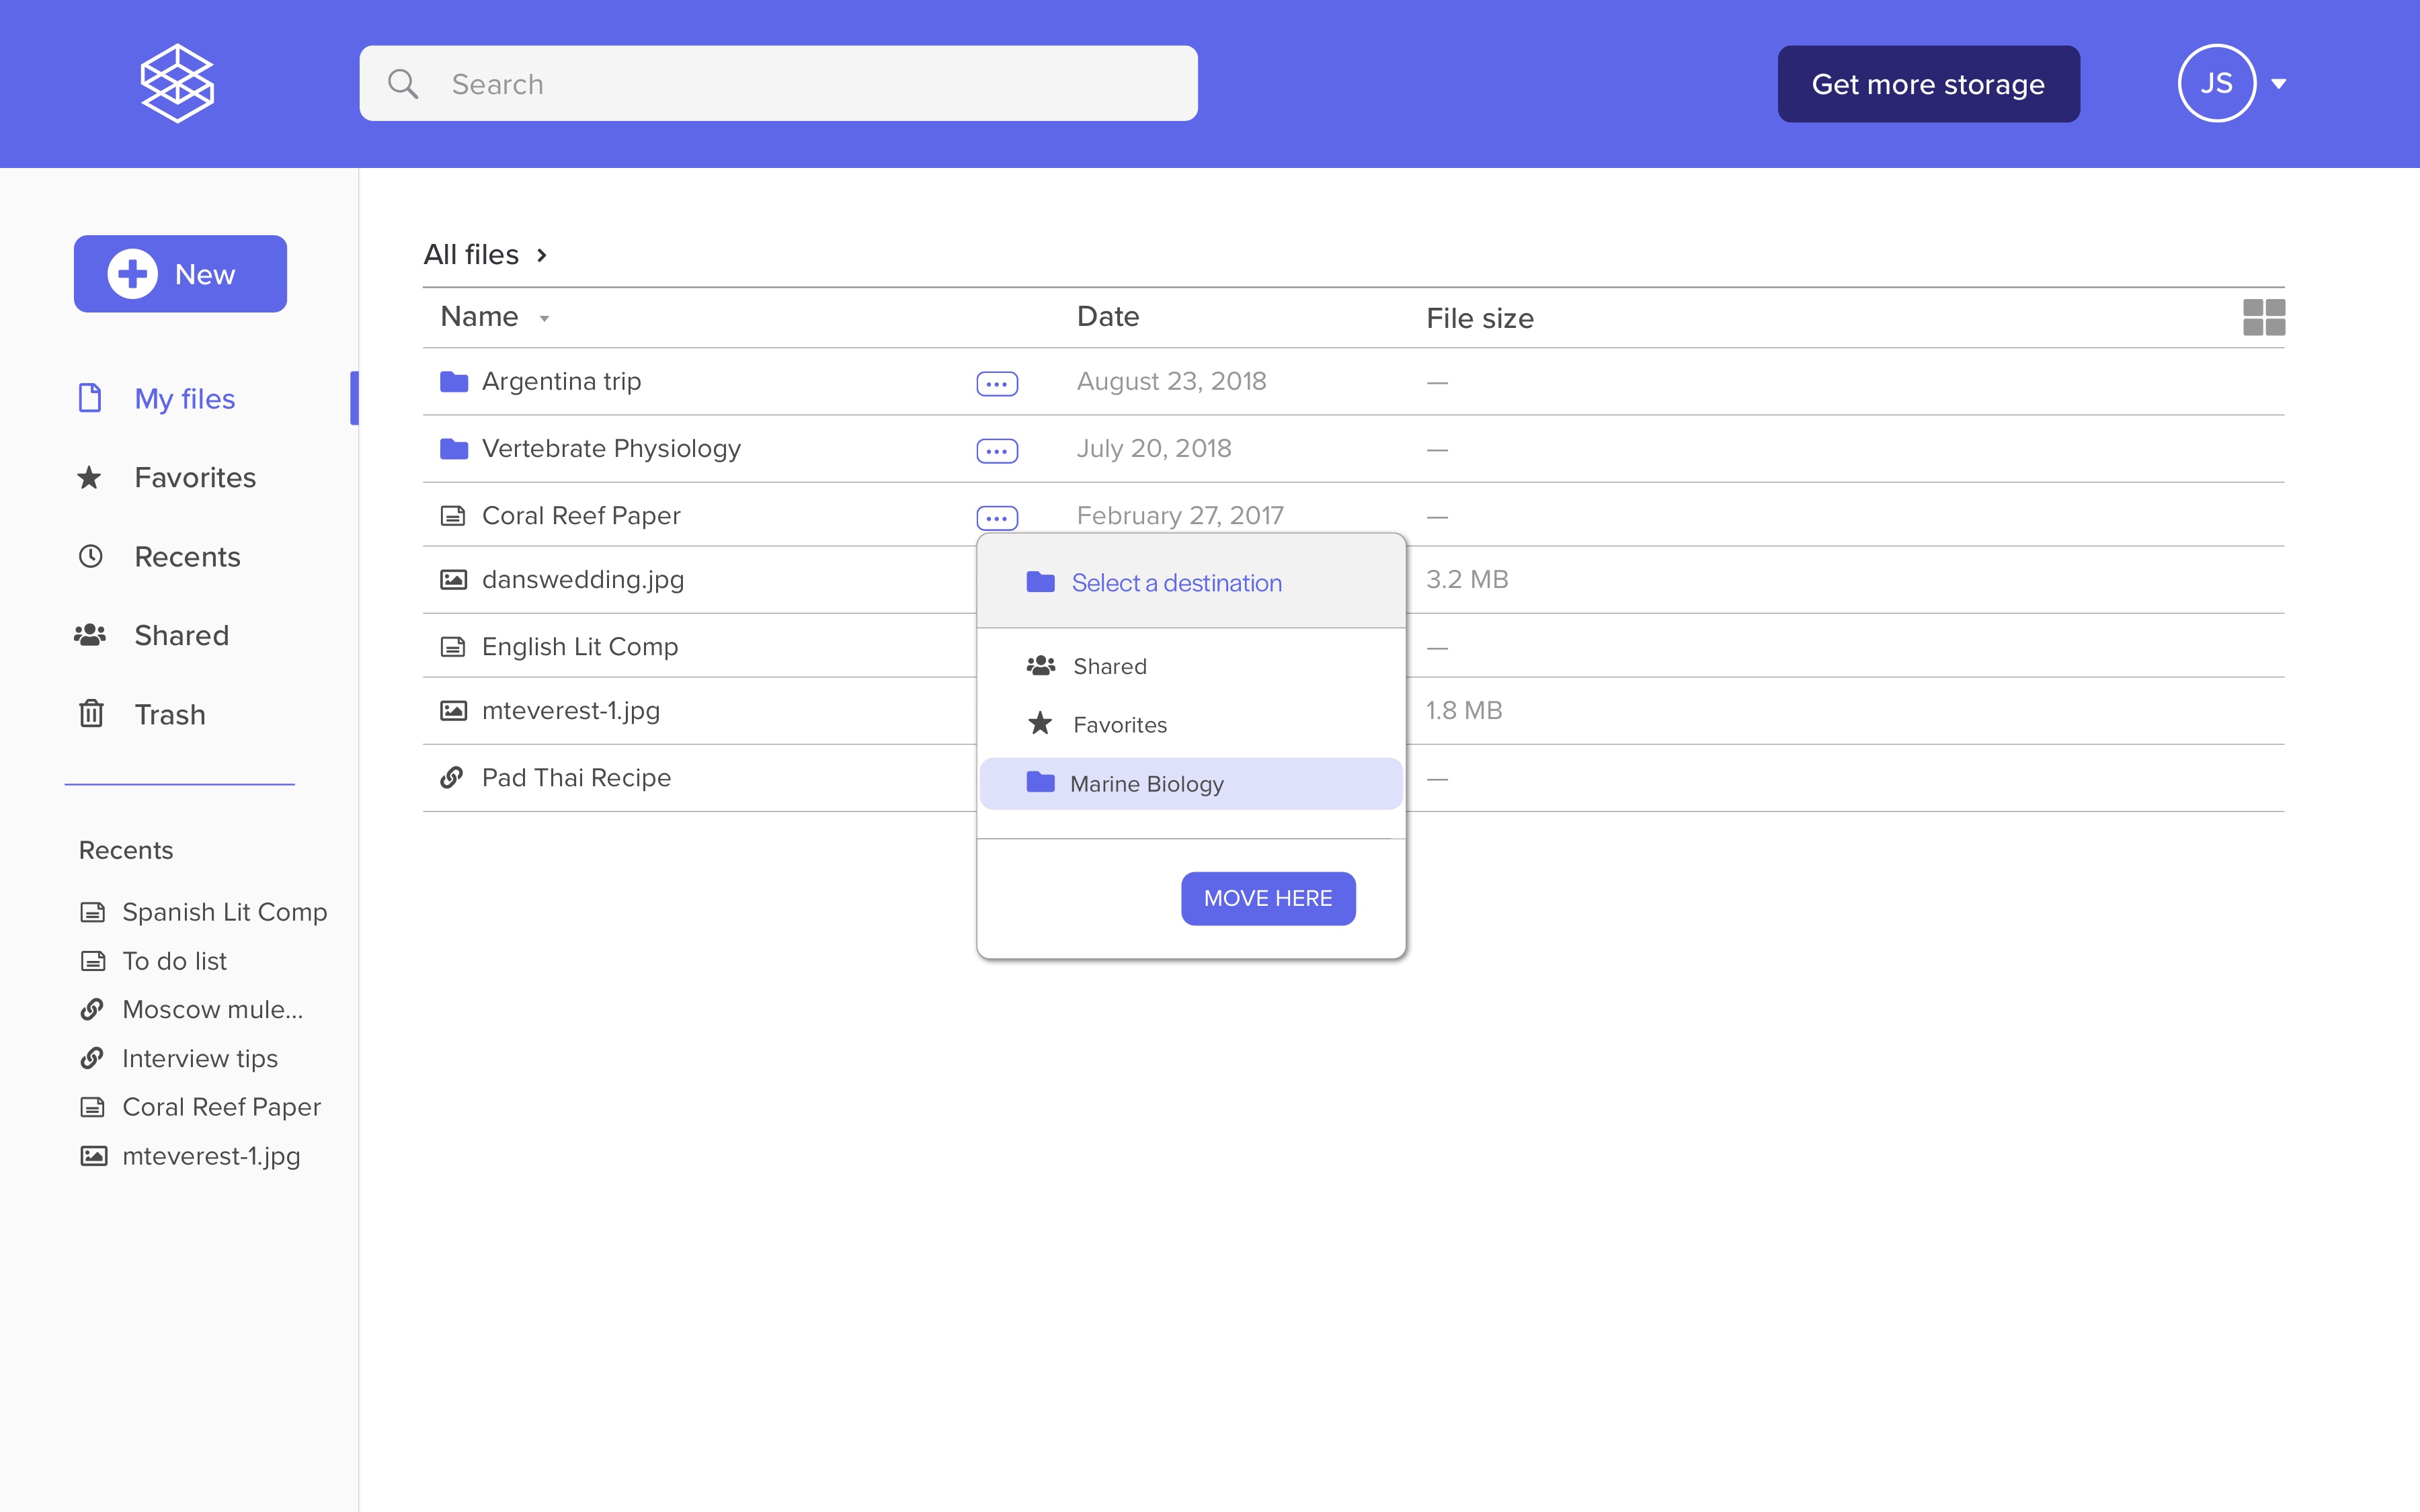 Search
Get more storage
JS
New
My files
Favorites
Recents
Shared
Trash
Recents
Spanish Lit Comp
To do list
Moscow mule...
Interview tips
Coral Reef Paper
mteverest-1.jpg
All files >
Name Date File size
Argentina trip ... August 23, 2018 —
Vertebrate Physiology ... July 20, 2018 —
Coral Reef Paper ... February 27, 2017 —
danswedding.jpg 3.2 MB
English Lit Comp —
mteverest-1.jpg 1.8 MB
Pad Thai Recipe —
Select a destination
Shared
Favorites
Marine Biology
MOVE HERE